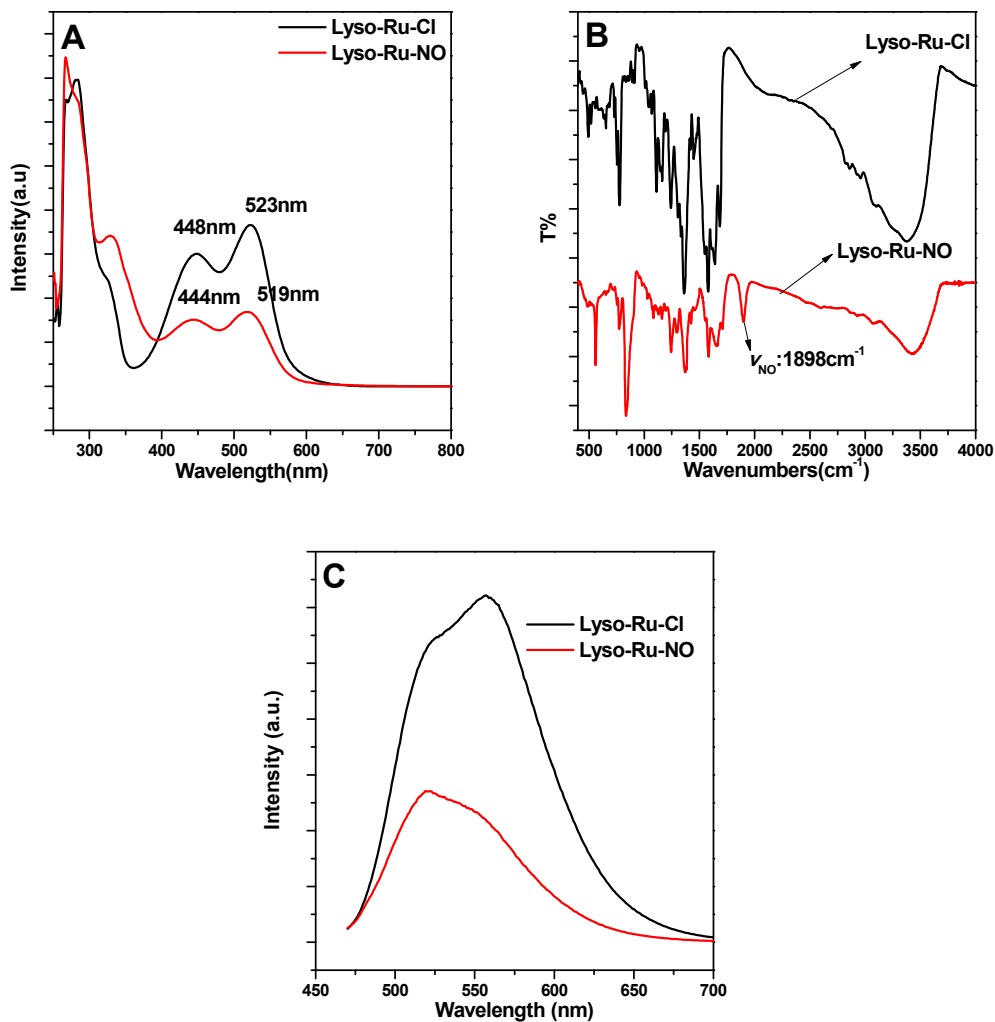 A
Lyso-Ru-Cl
Lyso-Ru-NO
448nm
523nm
444nm
519nm
Intensity(a.u)
300 400 500 600 700 800
Wavelength(nm)
B
Lyso-Ru-Cl
Lyso-Ru-NO
νNO:1898cm-1
T%
500 1000 1500 2000 2500 3000 3500 4000
Wavenumbers(cm-1)
C
Lyso-Ru-Cl
Lyso-Ru-NO
Intensity (a.u.)
450 500 550 600 650 700
Wavelength (nm)